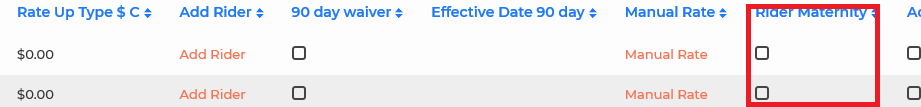 Rate Up Type $ C Add Rider 90 day waiver Effective Date 90 day Manual Rate Rider Maternity
$0.00 Add Rider Manual Rate
$0.00 Add Rider Manual Rate